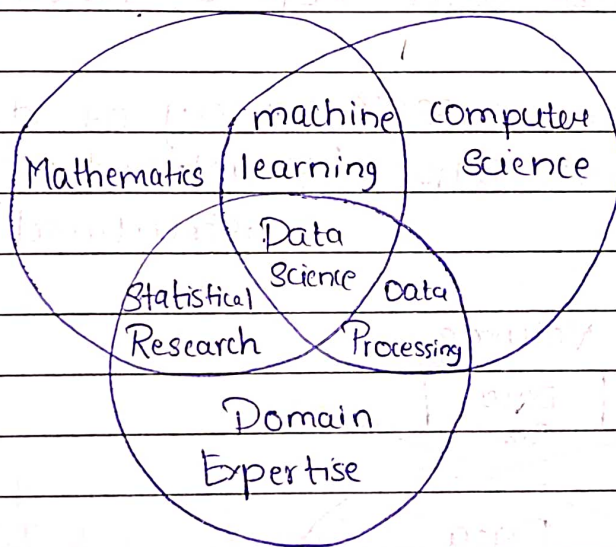 machine computer
Mathematics learning science
Data
Science
Statistical Data
Research Processing
Domain
Expertise